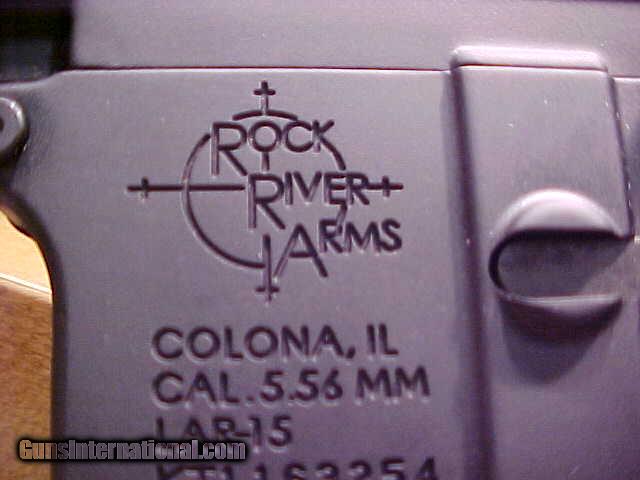 ROCK
RIVER
ARMS
COLONA, IL
CAL. 5.56 MM
LAR-15
GunsInternational.com